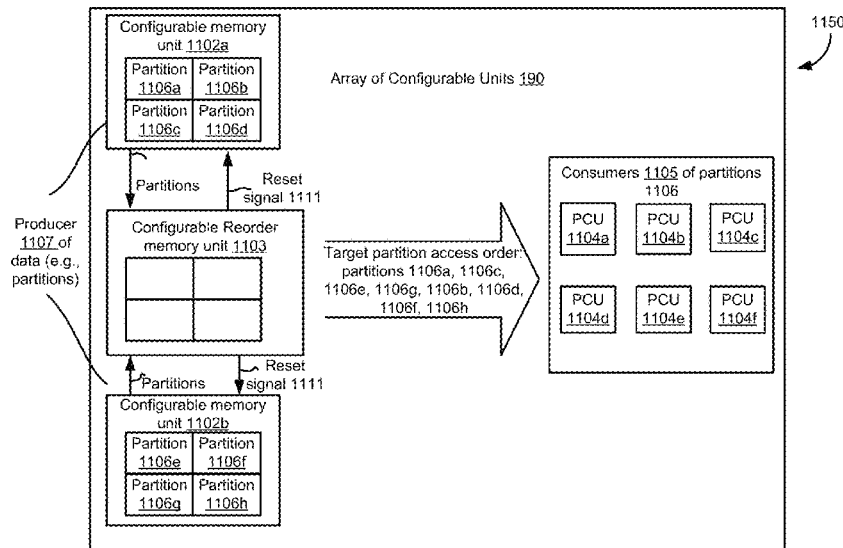 Configurable memory
unit 1102a
Partition
1106a
Partition
1106b
Partition
1106c
Partition
1106d
Array of Configurable Units 190
1150
Partitions
Reset
signal 1111
Producer
1107 of
data (e.g.,
partitions)
Configurable Reorder
memory unit 1103
Target partition access order:
partitions 1106a, 1106c,
1106e, 1106g, 1106b, 1106d,
1106f, 1106h
Consumers 1105 of partitions
1106
PCU
1104a
PCU
1104b
PCU
1104c
PCU
1104d
PCU
1104e
PCU
1104f
Partitions
Reset
signal 1111
Configurable memory
unit 1102b
Partition
1106e
Partition
1106f
Partition
1106g
Partition
1106h